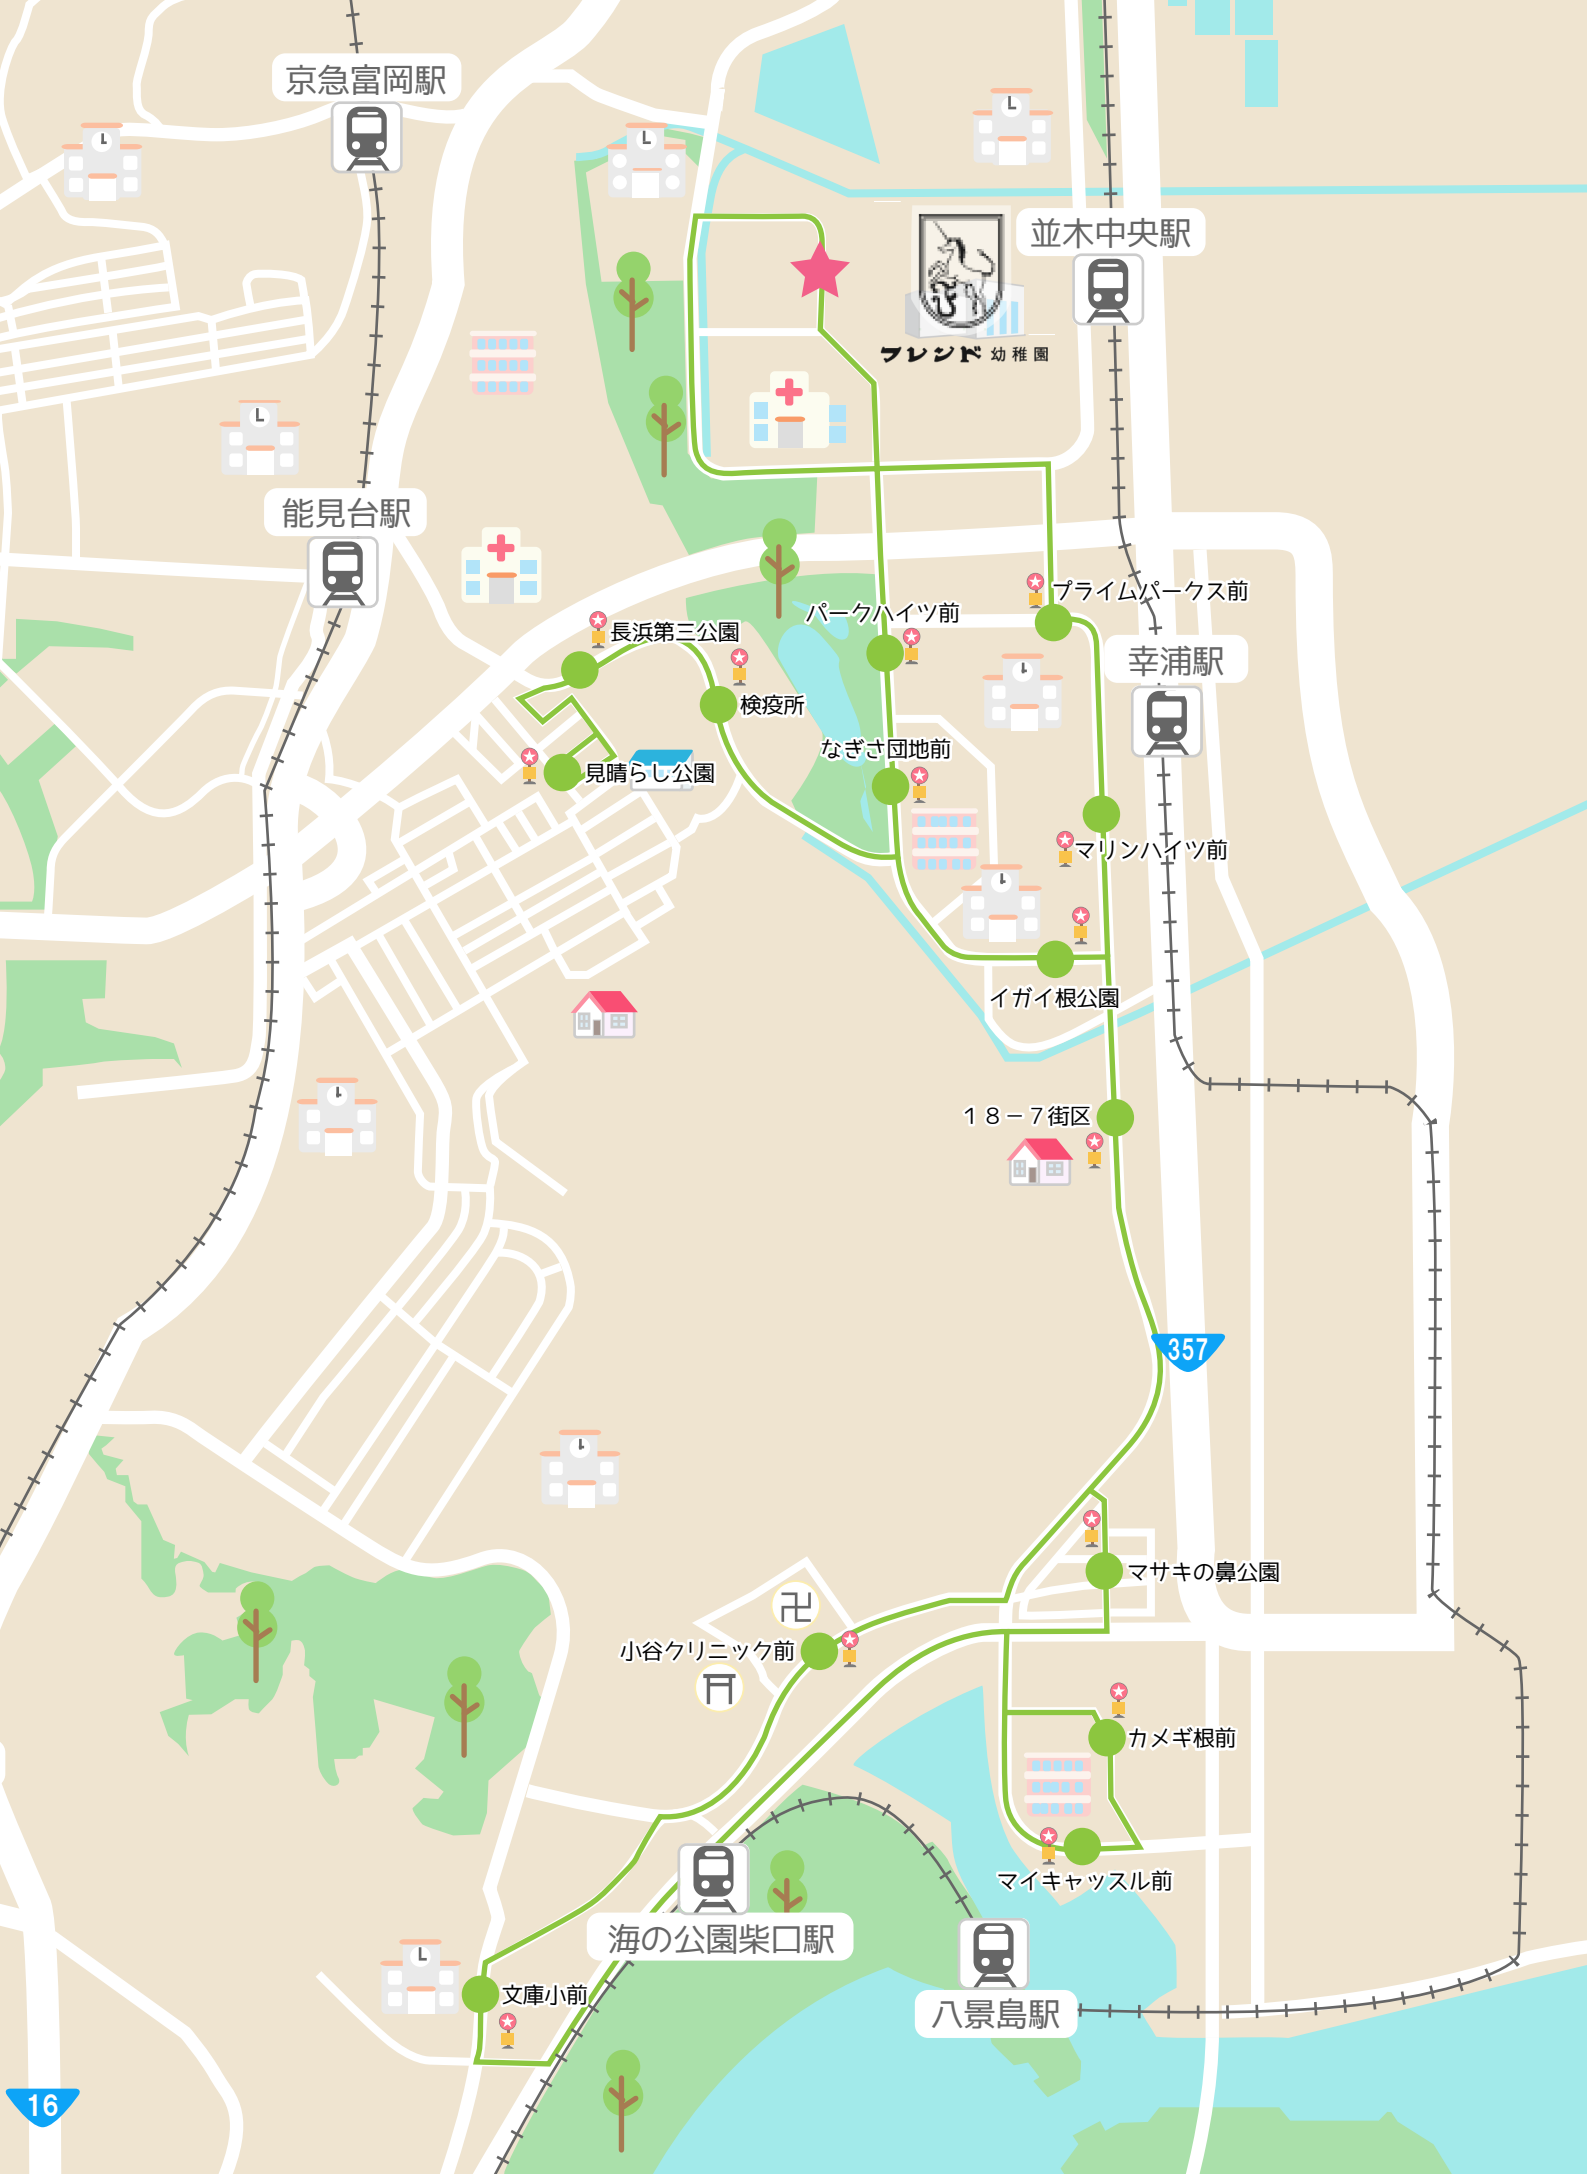 京急富岡駅
並木中央駅
フレンド幼稚園
能見台駅
プライムパークス前
パークハイツ前
長浜第三公園
幸浦駅
検疫所
なぎさ団地前
見晴らし公園
マリンハイツ前
イガイ根公園
18－7街区
357
マサキの鼻公園
小谷クリニック前
カメギ根前
マイキャッスル前
海の公園柴口駅
文庫小前
八景島駅
16